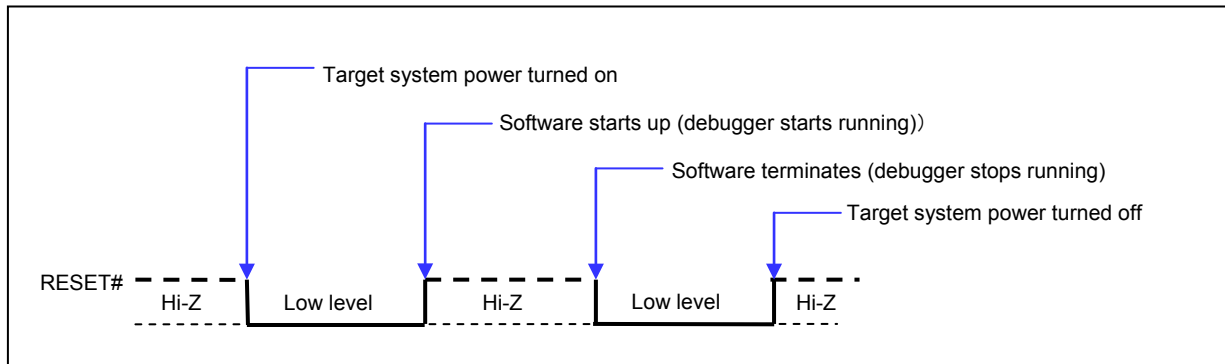 Target system power turned on
Software starts up (debugger starts running)）
Software terminates (debugger stops running)
Target system power turned off
RESET#
Hi-Z Low level Hi-Z Low level Hi-Z